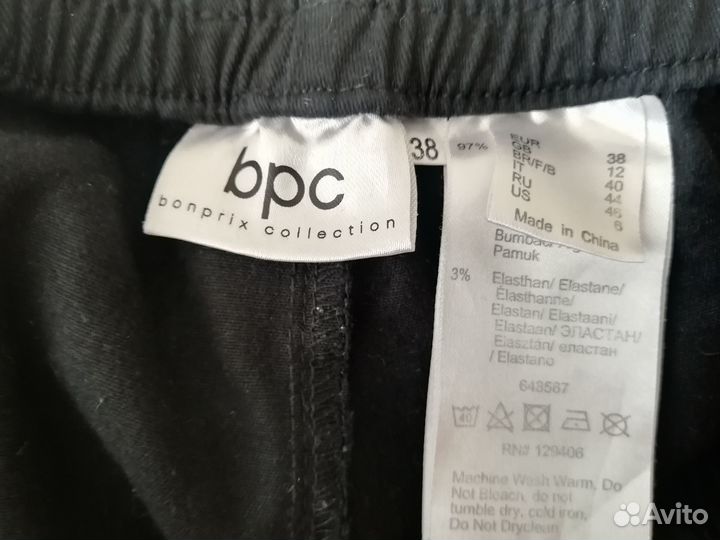 bpc
bonprix collection
38
97%
EUR 38
GB 12
BR/F/B 40
IT 44
RU 46
US 6
Made in China
Pamuk
3% Elasthan/ Elastane/
Élasthanne/
Elastan/ Elastaani/
Elastaan/ ЭЛАСТАН/
Elasztan/ еластан
/ Elastano
643567
40
RN# 129406
Machine Wash Warm, Do
Not Bleach, do not
tumble dry, cold iron,
Do Not Dryclean
Avito